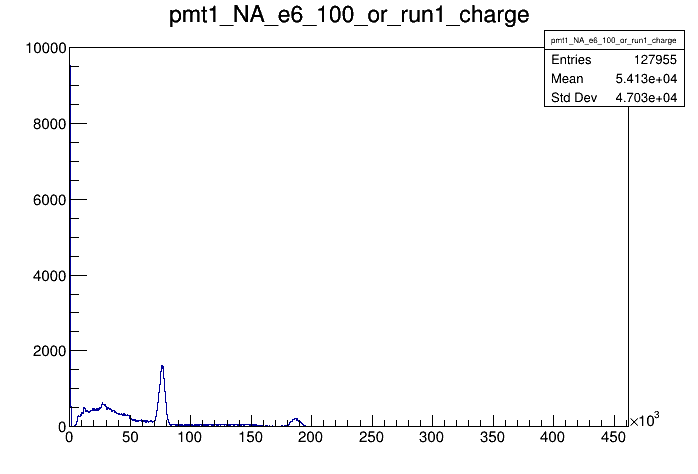 pmt1_NA_e6_100_or_run1_charge
pmt1_NA_e6_100_or_run1_charge
Entries 127955
Mean 5.413e+04
Std Dev 4.703e+04
10000
8000
6000
4000
2000
0
0 50 100 150 200 250 300 350 400 450
×10³